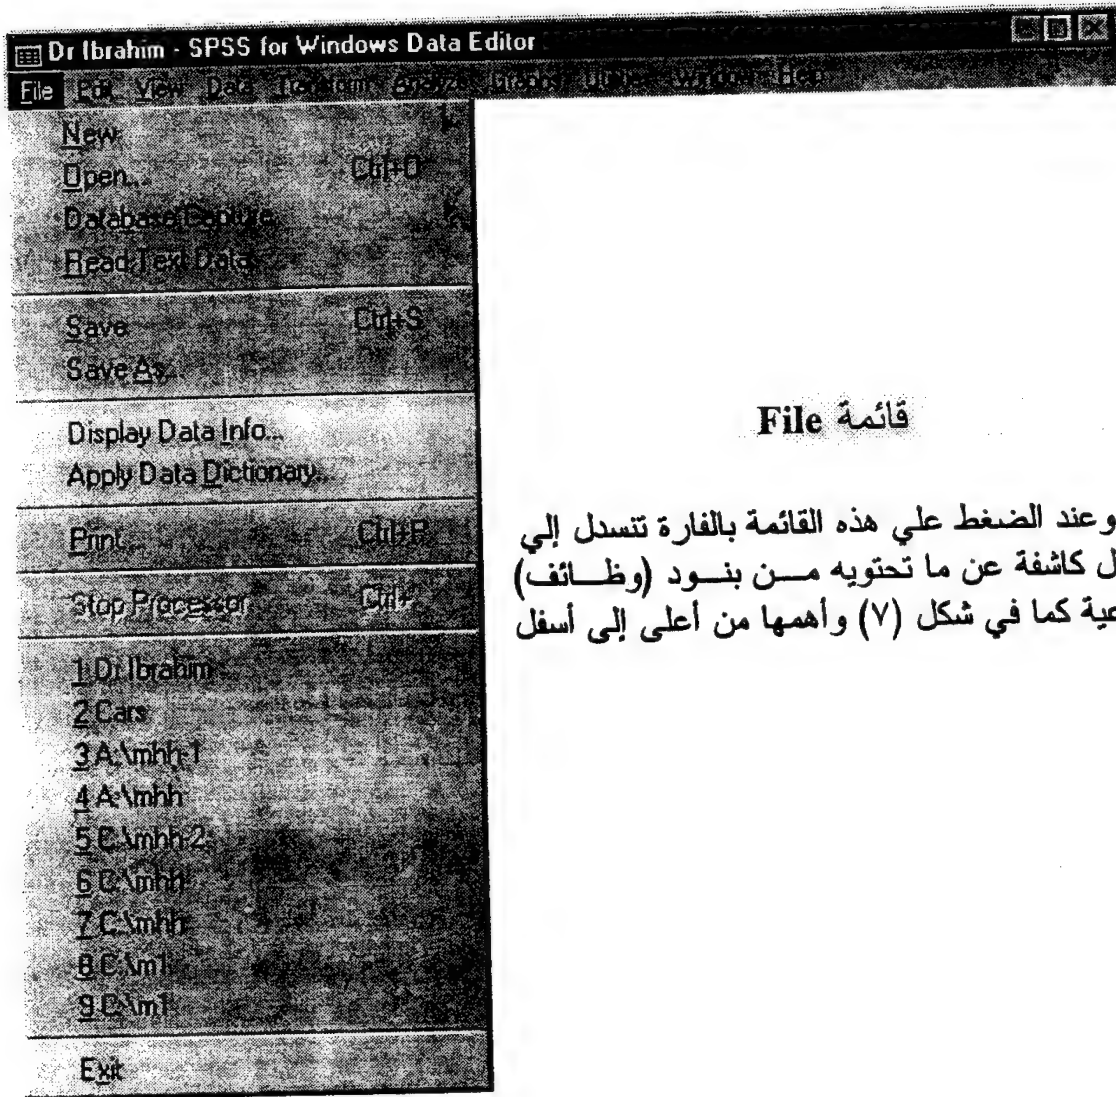 Dr Ibrahim - SPSS for Windows Data Editor
File Edit View Data Transform Analyze Graphs Utilities Window Help
New
Open... Ctrl+O
Database Capture
Read Text Data...
Save Ctrl+S
Save As...
Display Data Info...
Apply Data Dictionary...
Print... Ctrl+P
Stop Processor Ctrl+.
1 Dr Ibrahim
2 Cars
3 A:\mhh-1
4 A:\mhh
5 C:\mhh-2
6 C:\mhh
7 C:\mhh
8 C:\m1
9 C:\m1
Exit
قائمة File
وعند الضغط علي هذه القائمة بالفارة تنسدل إلي
كاشفة عن ما تحتويه من بنود (وظائف)
كما في شكل (٧) وأهمها من أعلى إلى أسفل